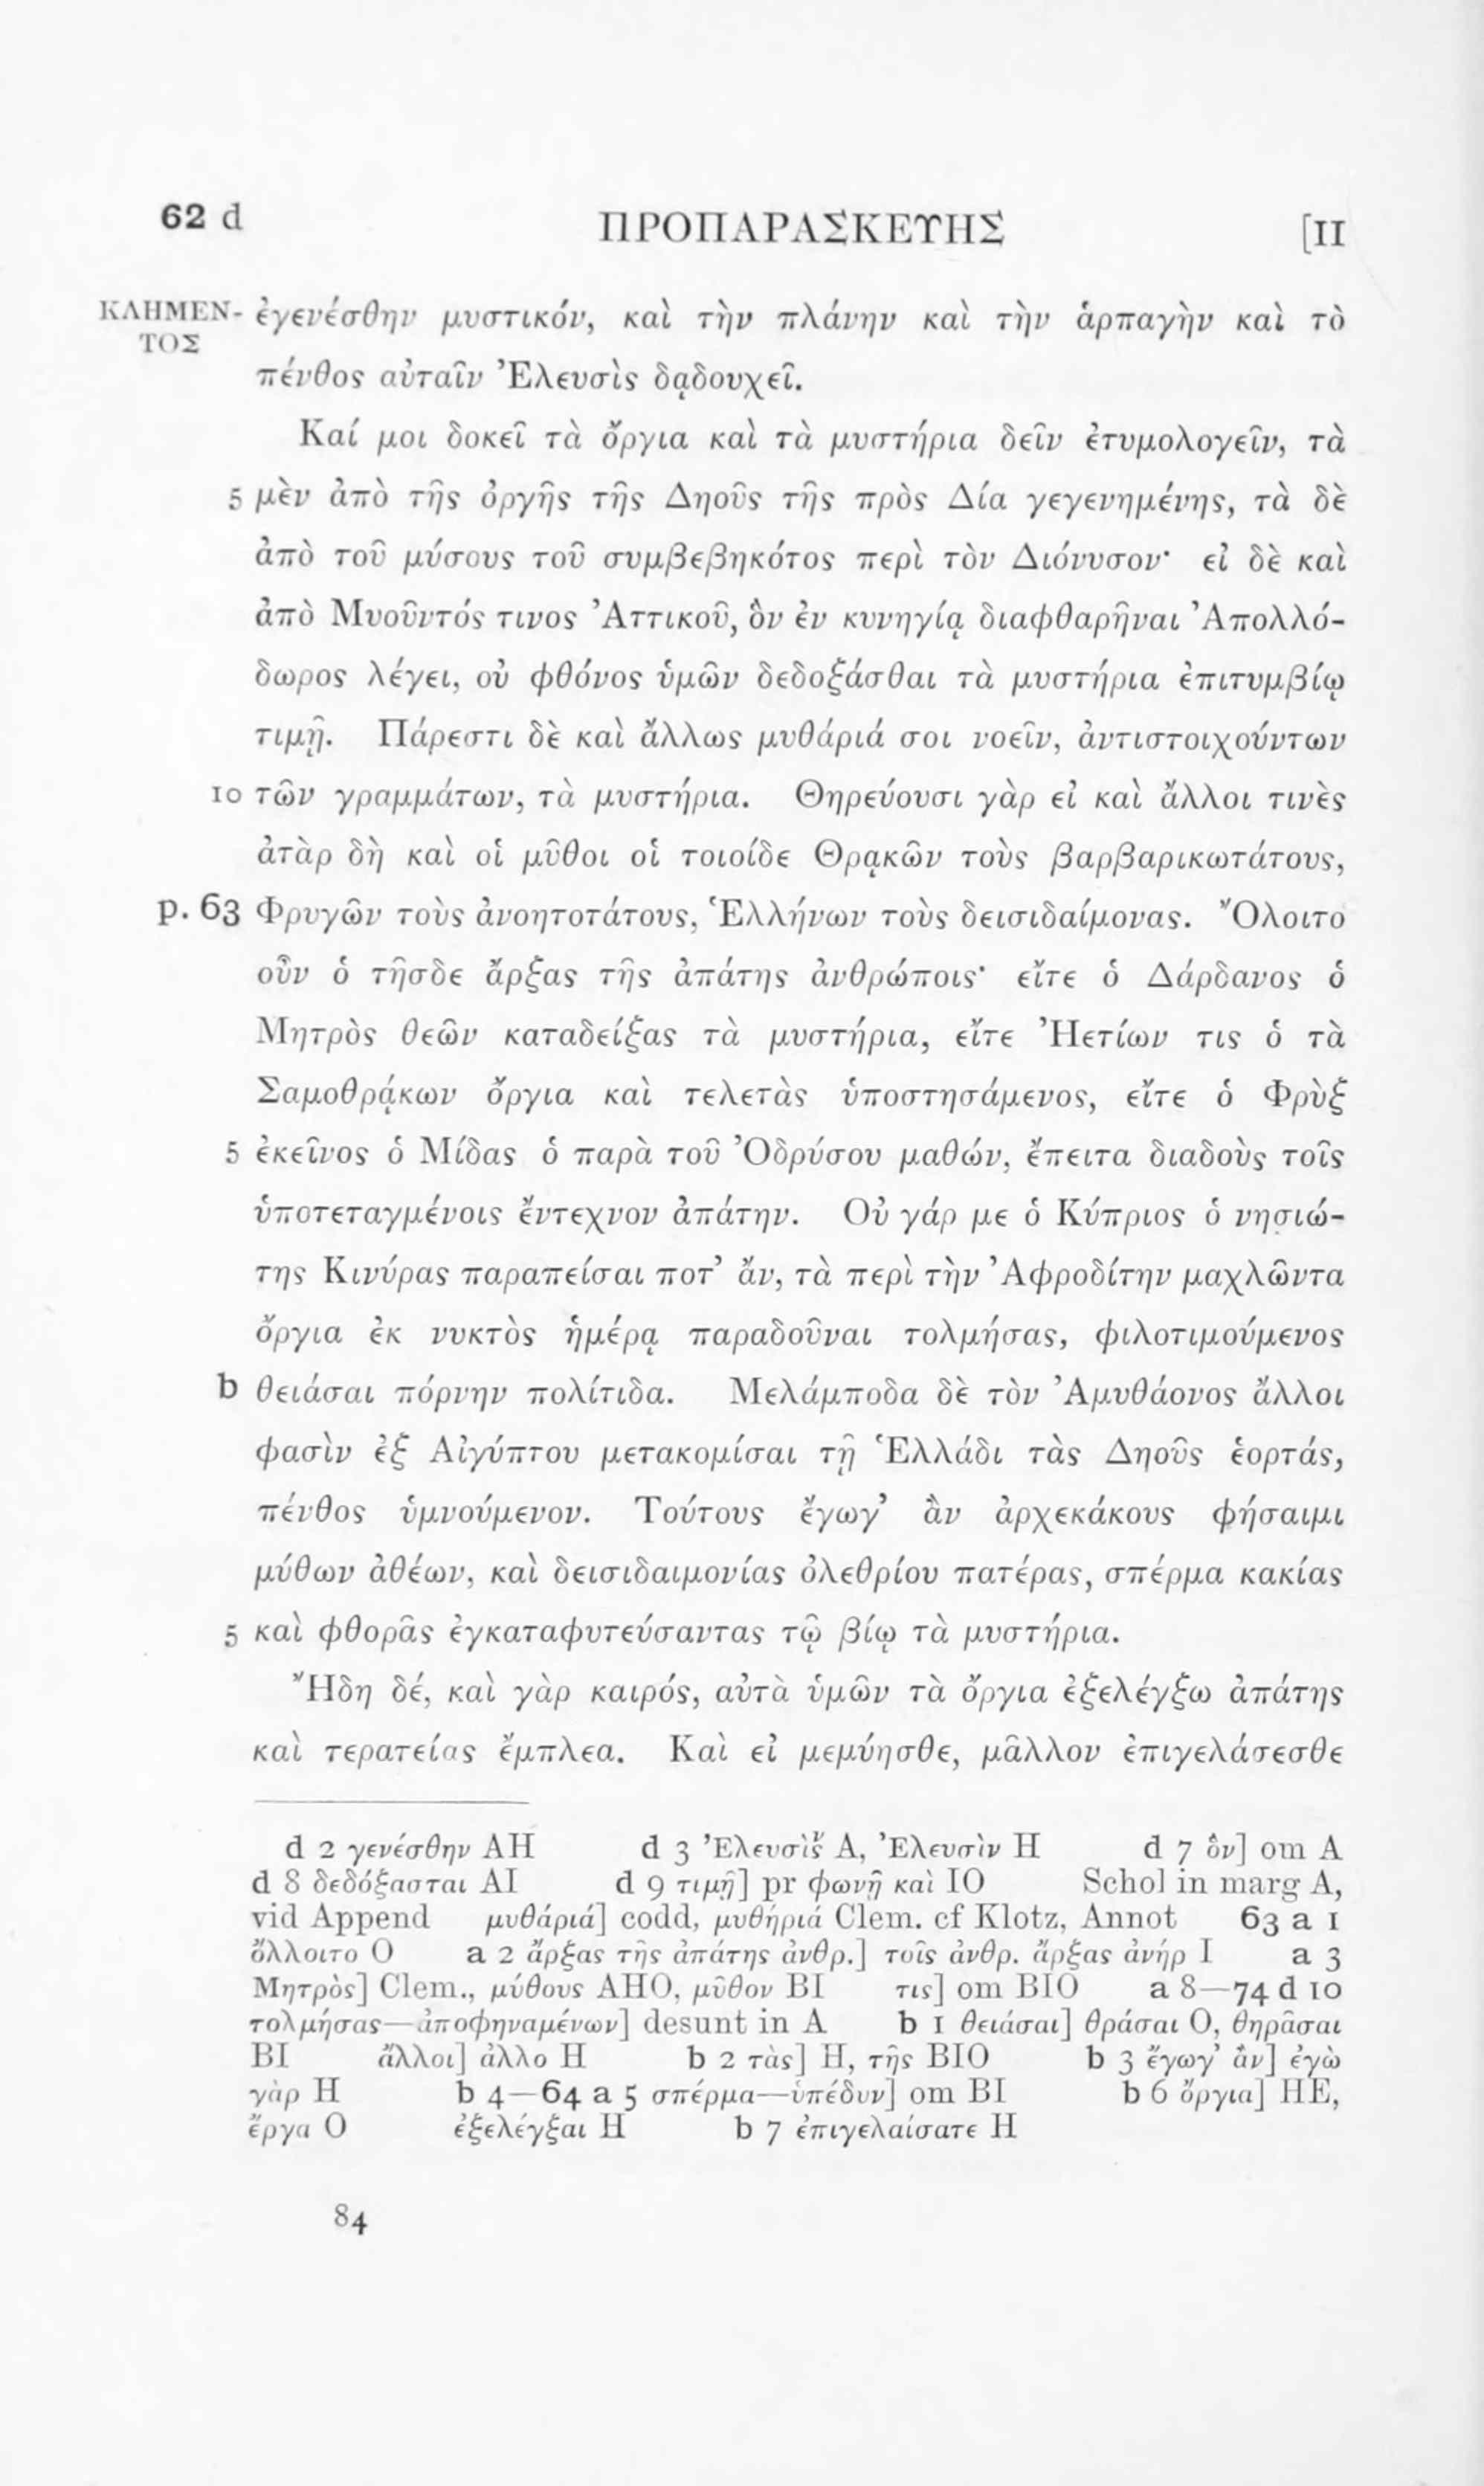 62 d ΠΡΟΠΑΡΑΣΚΕΥΗΣ [II
ΚΛΗΜΕΝ- ἐγενέσθην μυστικόν, καὶ τὴν πλάνην καὶ τὴν ἁρπαγὴν καὶ τὸ
ΤΟΣ
πένθος αὐταῖν Ἐλευσὶς δᾳδουχεῖ.
Καί μοι δοκεῖ τὰ ὄργια καὶ τὰ μυστήρια δεῖν ἐτυμολογεῖν, τὰ
5 μὲν ἀπὸ τῆς ὀργῆς τῆς Δηοῦς τῆς πρὸς Δία γεγενημένης, τὰ δὲ
ἀπὸ τοῦ μύσους τοῦ συμβεβηκότος περὶ τὸν Διόνυσον· εἰ δὲ καὶ
ἀπὸ Μυοῦντός τινος Ἀττικοῦ, ὃν ἐν κυνηγίᾳ διαφθαρῆναι Ἀπολλό-
δωρος λέγει, οὐ φθόνος ὑμῶν δεδοξάσθαι τὰ μυστήρια ἐπιτυμβίῳ
τιμῇ. Πάρεστι δὲ καὶ ἄλλως μυθάριά σοι νοεῖν, ἀντιστοιχούντων
10 τῶν γραμμάτων, τὰ μυστήρια. Θηρεύουσι γὰρ εἰ καὶ ἄλλοι τινὲς
ἀτὰρ δὴ καὶ οἱ μῦθοι οἱ τοιοίδε Θρᾳκῶν τοὺς βαρβαρικωτάτους,
p. 63 Φρυγῶν τοὺς ἀνοητοτάτους, Ἑλλήνων τοὺς δεισιδαίμονας. Ὄλοιτο
οὖν ὁ τῆσδε ἄρξας τῆς ἀπάτης ἀνθρώποις· εἴτε ὁ Δάρδανος ὁ
Μητρὸς θεῶν καταδείξας τὰ μυστήρια, εἴτε Ἠετίων τις ὁ τὰ
Σαμοθρᾴκων ὄργια καὶ τελετὰς ὑποστησάμενος, εἴτε ὁ Φρὺξ
5 ἐκεῖνος ὁ Μίδας ὁ παρὰ τοῦ Ὀδρύσου μαθών, ἔπειτα διαδοὺς τοῖς
ὑποτεταγμένοις ἔντεχνον ἀπάτην. Οὐ γάρ με ὁ Κύπριος ὁ νησιώ-
της Κινύρας παραπείσαι ποτ’ ἄν, τὰ περὶ τὴν Ἀφροδίτην μαχλῶντα
ὄργια ἐκ νυκτὸς ἡμέρᾳ παραδοῦναι τολμήσας, φιλοτιμούμενος
b θειάσαι πόρνην πολίτιδα. Μελάμποδα δὲ τὸν Ἀμυθάονος ἄλλοι
φασὶν ἐξ Αἰγύπτου μετακομίσαι τῇ Ἑλλάδι τὰς Δηοῦς ἑορτάς,
πένθος ὑμνούμενον. Τούτους ἔγωγ’ ἂν ἀρχεκάκους φήσαιμι
μύθων ἀθέων, καὶ δεισιδαιμονίας ὀλεθρίου πατέρας, σπέρμα κακίας
5 καὶ φθορᾶς ἐγκαταφυτεύσαντας τῷ βίῳ τὰ μυστήρια.
Ἤδη δέ, καὶ γὰρ καιρός, αὐτὰ ὑμῶν τὰ ὄργια ἐξελέγξω ἀπάτης
καὶ τερατείας ἔμπλεα. Καὶ εἰ μεμύησθε, μᾶλλον ἐπιγελάσεσθε
d 2 γενέσθην AH d 3 Ἐλευσὶς̆ A, Ἐλευσὶν H d 7 ὃν] om A
d 8 δεδόξασται AI d 9 τιμῇ] pr φωνῇ καὶ IO Schol in marg A,
vid Append μυθάριά] codd, μυθήριά Clem. cf Klotz, Annot 63 a 1
ὄλλοιτο O a 2 ἄρξας τῆς ἀπάτης ἀνθρ.] τοῖς ἀνθρ. ἄρξας ἀνήρ I a 3
Μητρὸς] Clem., μύθους AHO, μῦθον BI τις] om BIO a 8—74 d 10
τολμήσας—ἀποφηναμένων] desunt in A b 1 θειάσαι] θράσαι O, θηρᾶσαι
BI ἄλλοι] ἀλλο H b 2 τὰς] H, τῆς BIO b 3 ἔγωγ’ ἂν] ἐγὼ
γὰρ H b 4—64 a 5 σπέρμα—ὑπέδυν] om BI b 6 ὄργια] HE,
ἔργα O ἐξελέγξαι H b 7 ἐπιγελαίσατε H
84